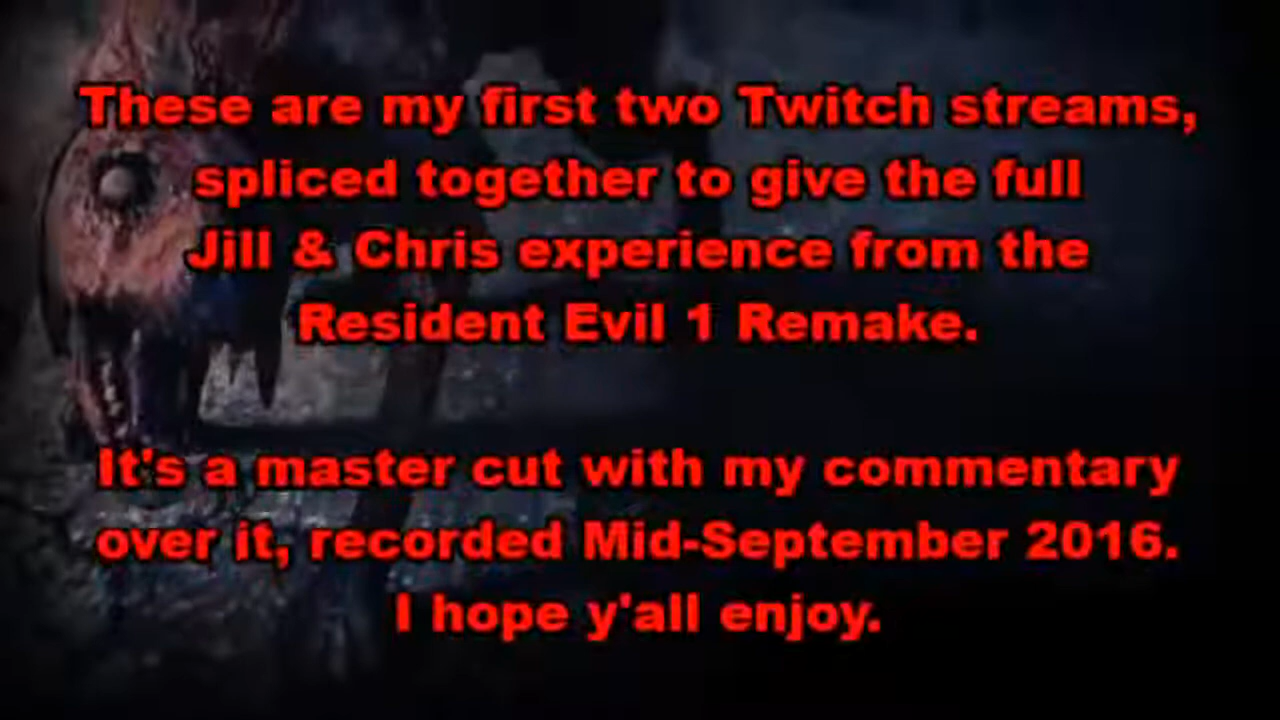 These are my first two Twitch streams,
spliced together to give the full
Jill & Chris experience from the
Resident Evil 1 Remake.
It's a master cut with my commentary
over it, recorded Mid-September 2016.
I hope y'all enjoy.